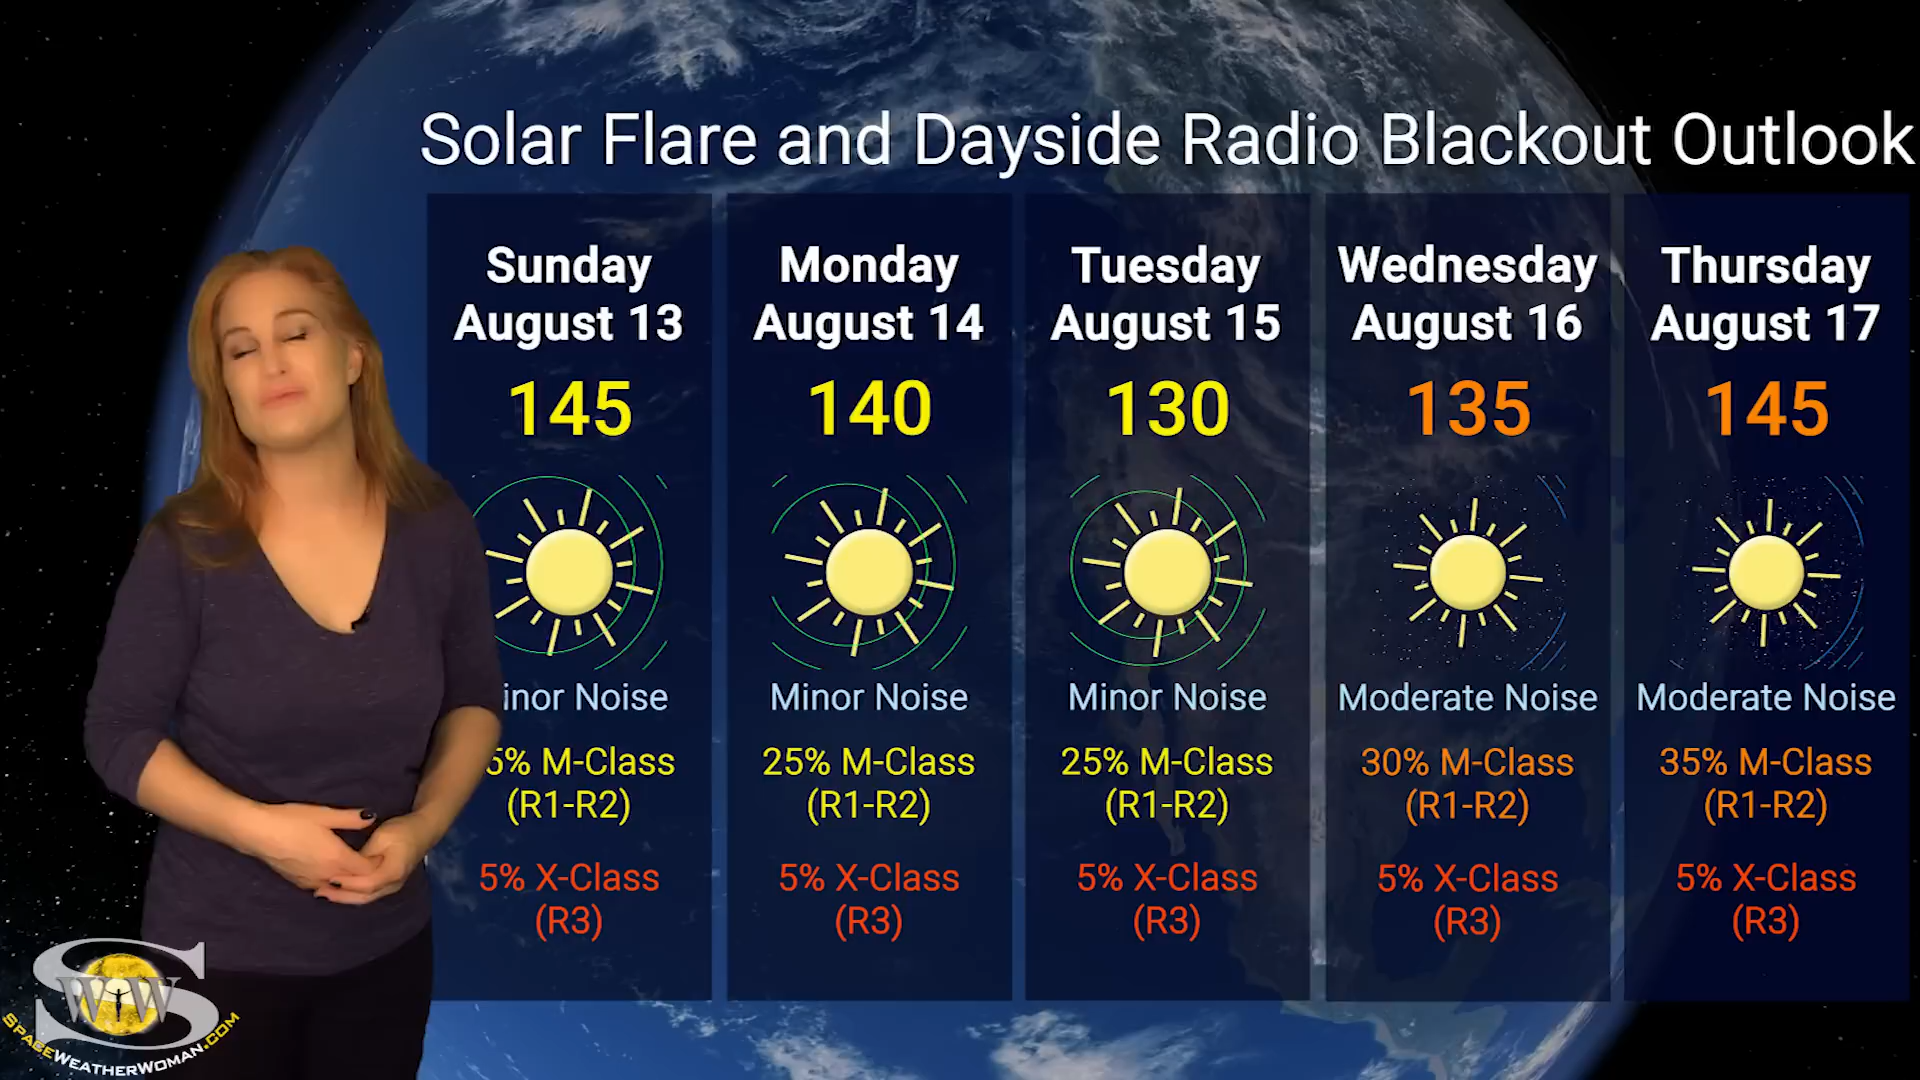 Solar Flare and Dayside Radio Blackout Outlook
Sunday
August 13
145
inor Noise
5% M-Class
(R1-R2)
5% X-Class
(R3)
Monday
August 14
140
Minor Noise
25% M-Class
(R1-R2)
5% X-Class
(R3)
Tuesday
August 15
130
Minor Noise
25% M-Class
(R1-R2)
5% X-Class
(R3)
Wednesday
August 16
135
Moderate Noise
30% M-Class
(R1-R2)
5% X-Class
(R3)
Thursday
August 17
145
Moderate Noise
35% M-Class
(R1-R2)
5% X-Class
(R3)
S
WW
SPACEWEATHERWOMAN.COM